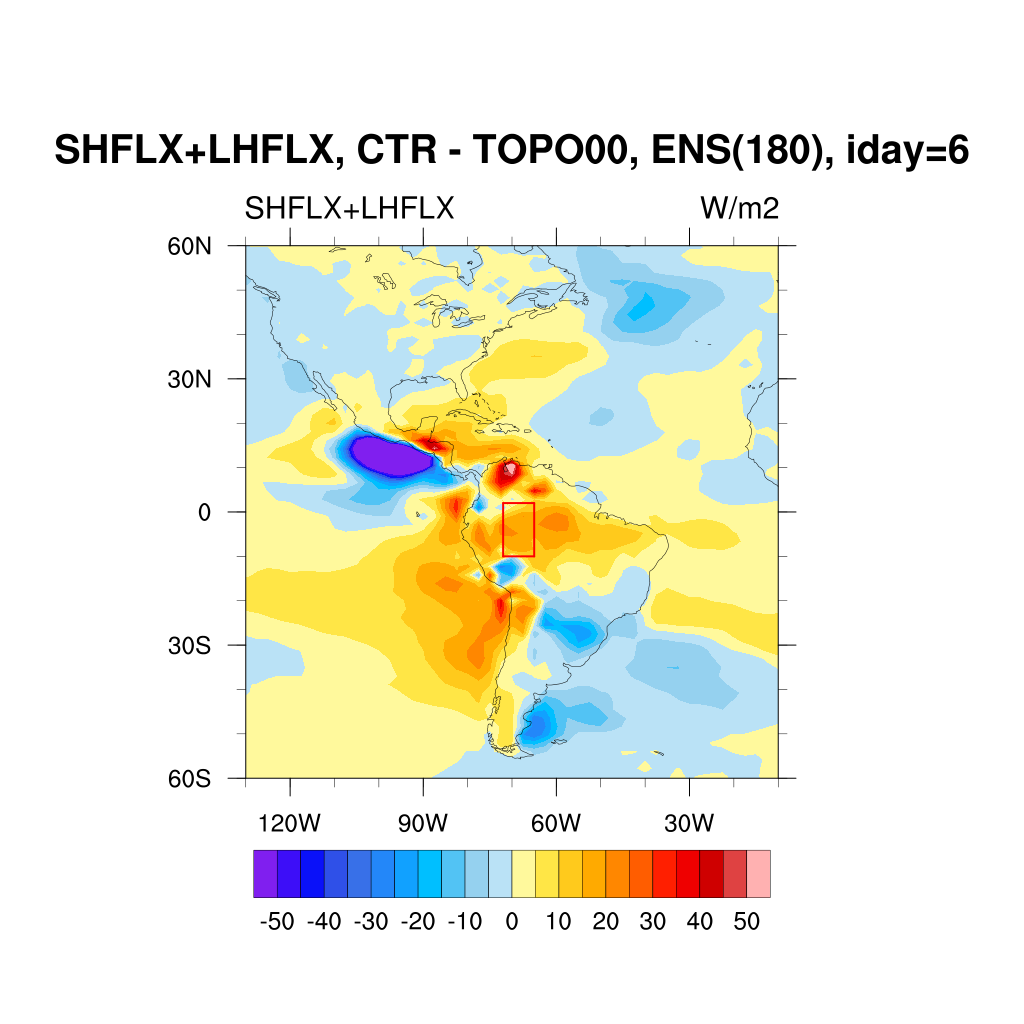 SHFLX+LHFLX, CTR - TOPO00, ENS(180), iday=6
SHFLX+LHFLX W/m2
60N
30N
0
30S
60S
120W 90W 60W 30W
-50 -40 -30 -20 -10 0 10 20 30 40 50